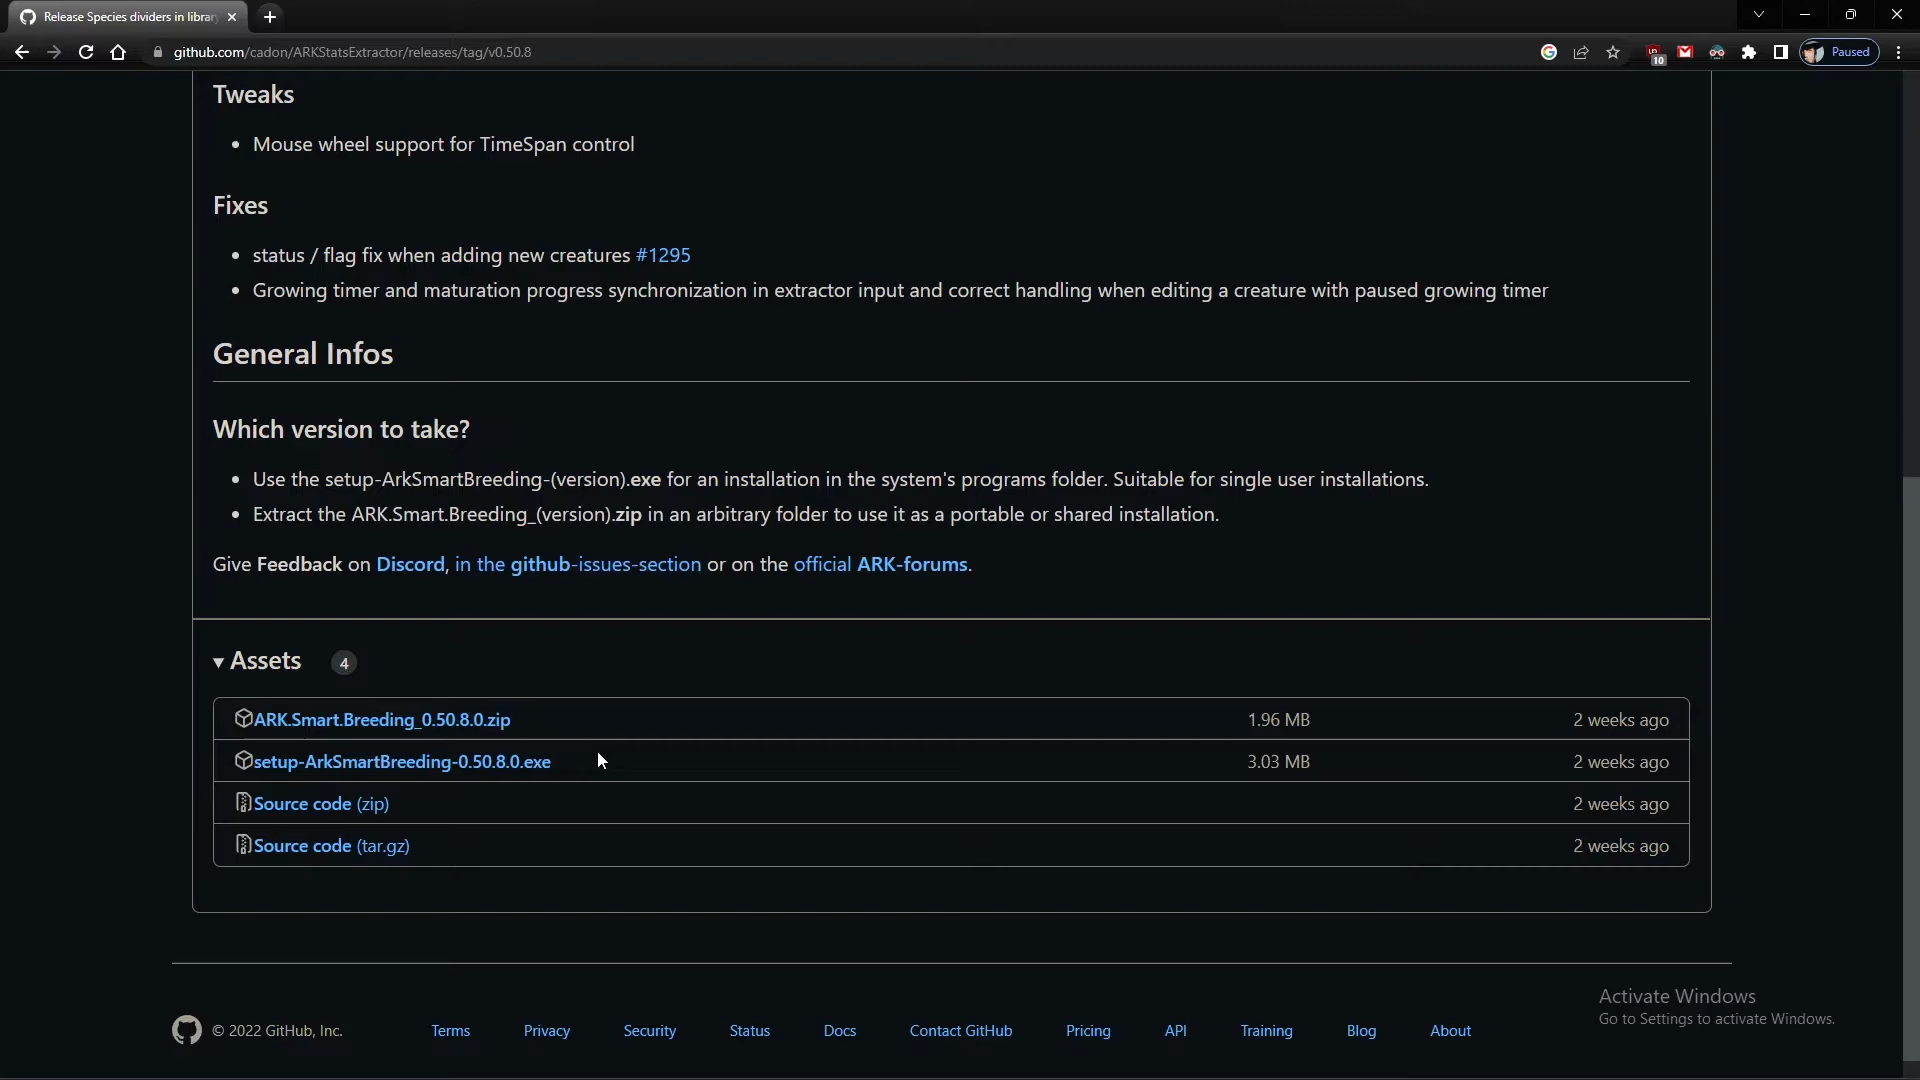 Release Species dividers in librar
github.com/cadon/ARKStatsExtractor/releases/tag/v0.50.8
10
Paused
Tweaks
Mouse wheel support for TimeSpan control
Fixes
status / flag fix when adding new creatures #1295
Growing timer and maturation progress synchronization in extractor input and correct handling when editing a creature with paused growing timer
General Infos
Which version to take?
Use the setup-ArkSmartBreeding-(version).exe for an installation in the system's programs folder. Suitable for single user installations.
Extract the ARK.Smart.Breeding_(version).zip in an arbitrary folder to use it as a portable or shared installation.
Give Feedback on Discord, in the github-issues-section or on the official ARK-forums.
Assets 4
ARK.Smart.Breeding_0.50.8.0.zip 1.96 MB 2 weeks ago
setup-ArkSmartBreeding-0.50.8.0.exe 3.03 MB 2 weeks ago
Source code (zip) 2 weeks ago
Source code (tar.gz) 2 weeks ago
Activate Windows
Go to Settings to activate Windows.
© 2022 GitHub, Inc. Terms Privacy Security Status Docs Contact GitHub Pricing API Training Blog About